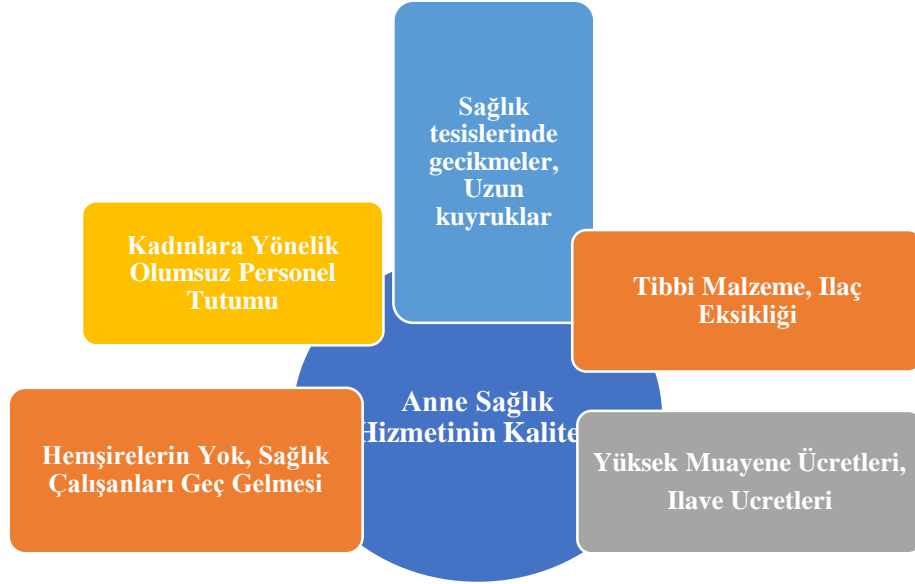 Sağlık
tesislerinde
gecikmeler,
Uzun
kuyruklar
Kadınlara Yönelik
Olumsuz Personel
Tutumu
Tibbi Malzeme, Ilaç
Eksikliği
Anne Sağlık
Hizmetinin Kalite
Hemşirelerin Yok, Sağlık
Çalışanları Geç Gelmesi
Yüksek Muayene Ücretleri,
Ilave Ucretleri